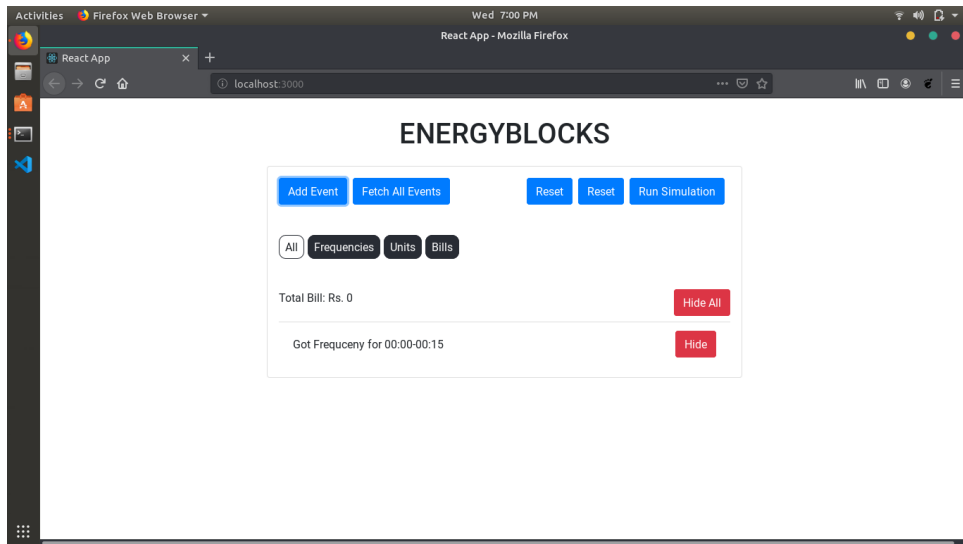 Activities Firefox Web Browser Wed 7:00 PM
React App - Mozilla Firefox
React App
localhost:3000
ENERGYBLOCKS
Add Event Fetch All Events Reset Reset Run Simulation
All Frequencies Units Bills
Total Bill: Rs. 0 Hide All
Got Frequceny for 00:00-00:15 Hide